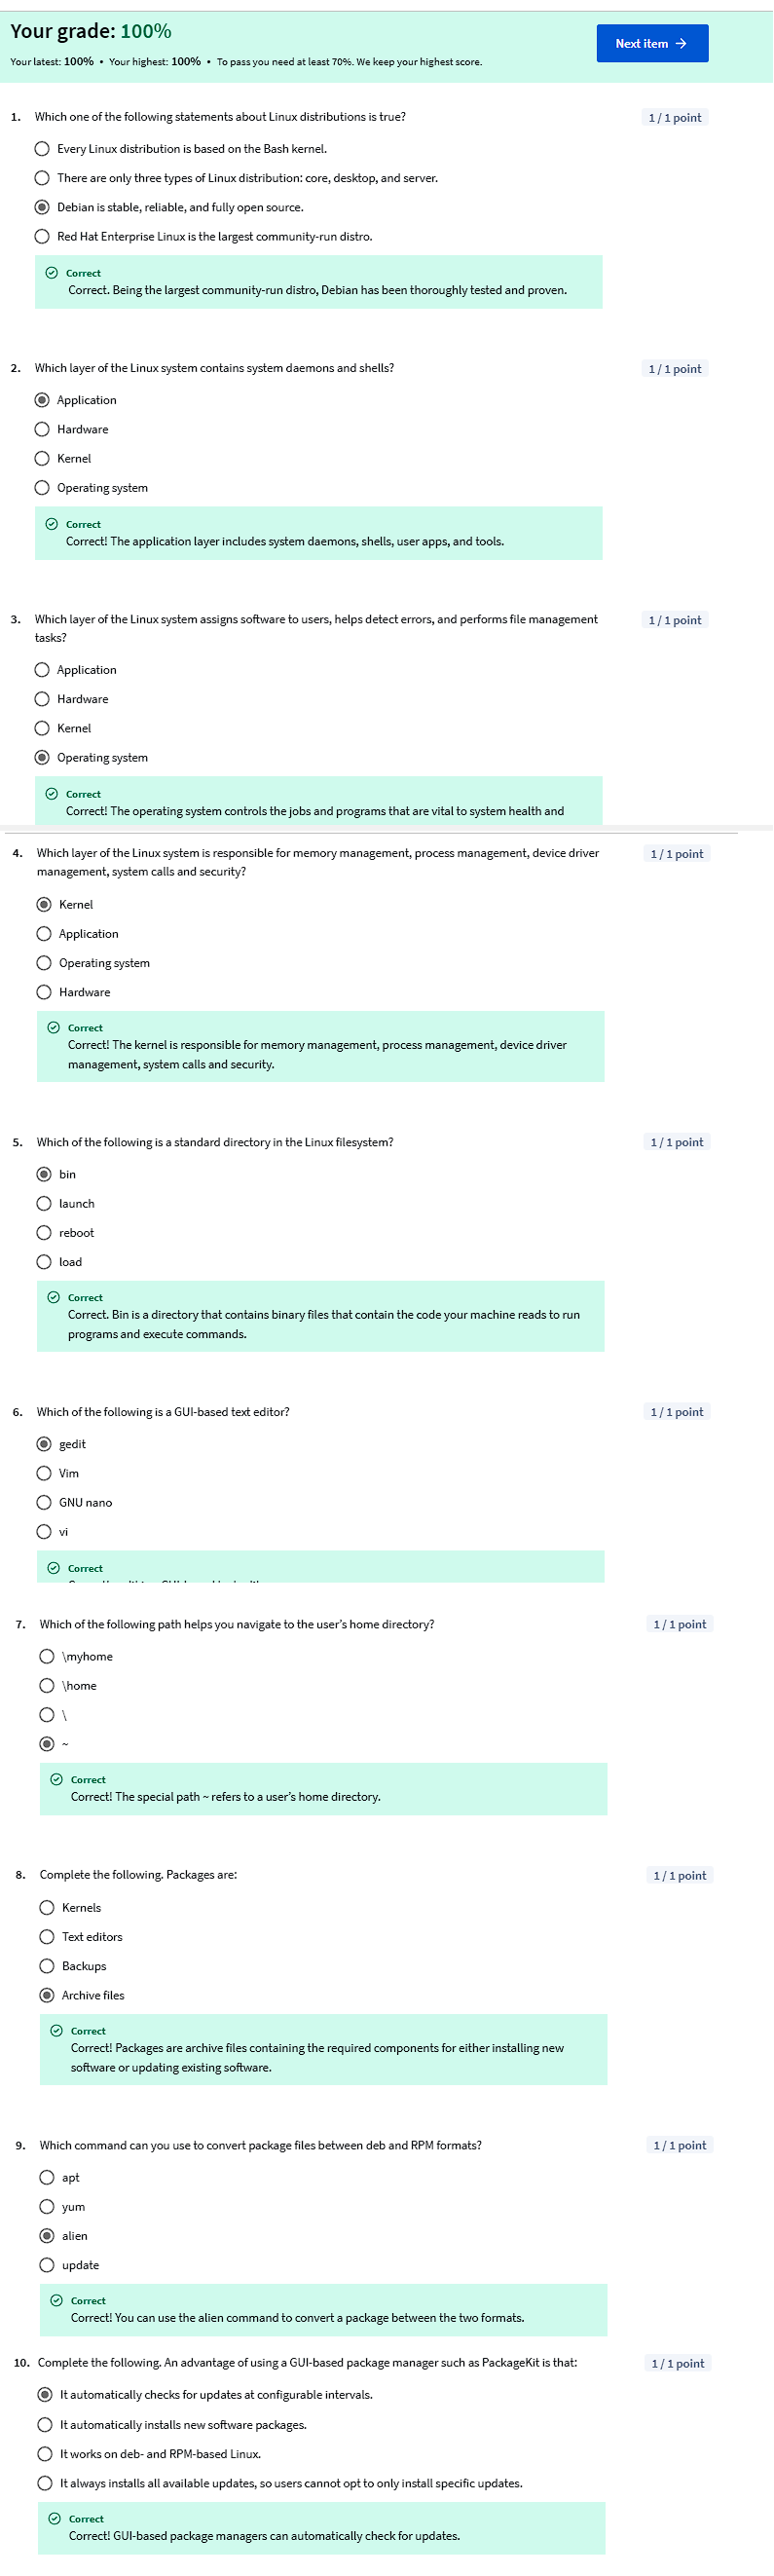 Your grade: 100%
Your latest: 100% • Your highest: 100% • To pass you need at least 70%. We keep your highest score.
Next item →
1. Which one of the following statements about Linux distributions is true?
1 / 1 point
Every Linux distribution is based on the Bash kernel.
There are only three types of Linux distribution: core, desktop, and server.
Debian is stable, reliable, and fully open source.
Red Hat Enterprise Linux is the largest community-run distro.
Correct
Correct. Being the largest community-run distro, Debian has been thoroughly tested and proven.
2. Which layer of the Linux system contains system daemons and shells?
1 / 1 point
Application
Hardware
Kernel
Operating system
Correct
Correct! The application layer includes system daemons, shells, user apps, and tools.
3. Which layer of the Linux system assigns software to users, helps detect errors, and performs file management
tasks?
1 / 1 point
Application
Hardware
Kernel
Operating system
Correct
Correct! The operating system controls the jobs and programs that are vital to system health and
4. Which layer of the Linux system is responsible for memory management, process management, device driver
management, system calls and security?
1 / 1 point
Kernel
Application
Operating system
Hardware
Correct
Correct! The kernel is responsible for memory management, process management, device driver
management, system calls and security.
5. Which of the following is a standard directory in the Linux filesystem?
1 / 1 point
bin
launch
reboot
load
Correct
Correct. Bin is a directory that contains binary files that contain the code your machine reads to run
programs and execute commands.
6. Which of the following is a GUI-based text editor?
1 / 1 point
gedit
Vim
GNU nano
vi
Correct
7. Which of the following path helps you navigate to the user's home directory?
1 / 1 point
\myhome
\home
\
~
Correct
Correct! The special path ~ refers to a user's home directory.
8. Complete the following. Packages are:
1 / 1 point
Kernels
Text editors
Backups
Archive files
Correct
Correct! Packages are archive files containing the required components for either installing new
software or updating existing software.
9. Which command can you use to convert package files between deb and RPM formats?
1 / 1 point
apt
yum
alien
update
Correct
Correct! You can use the alien command to convert a package between the two formats.
10. Complete the following. An advantage of using a GUI-based package manager such as PackageKit is that:
1 / 1 point
It automatically checks for updates at configurable intervals.
It automatically installs new software packages.
It works on deb- and RPM-based Linux.
It always installs all available updates, so users cannot opt to only install specific updates.
Correct
Correct! GUI-based package managers can automatically check for updates.